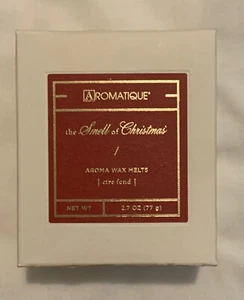 AROMATIQUE®
the Smell of Christmas®
/
AROMA WAX MELTS
[ cire fond ]
NET WT 2.7 OZ (77 g)